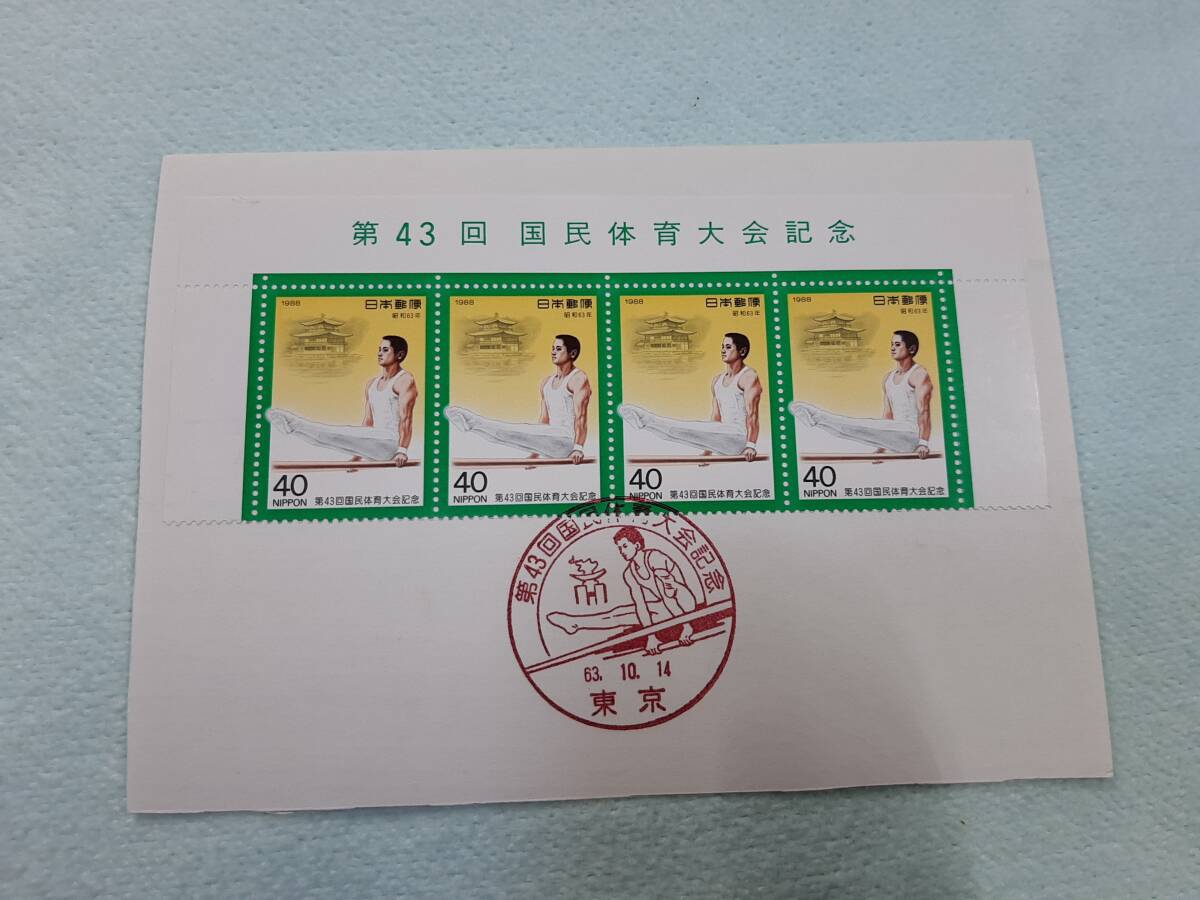 第43回 国民体育大会記念
1988 日本郵便
昭和63年
40
NIPPON 第43回国民体育大会記念
1988 日本郵便
昭和63年
40
NIPPON 第43回国民体育大会記念
1988 日本郵便
昭和63年
40
NIPPON 第43回国民体育大会記念
1988 日本郵便
昭和63年
40
NIPPON 第43回国民体育大会記念
第43回国民体育大会記念
63.10.14
東京